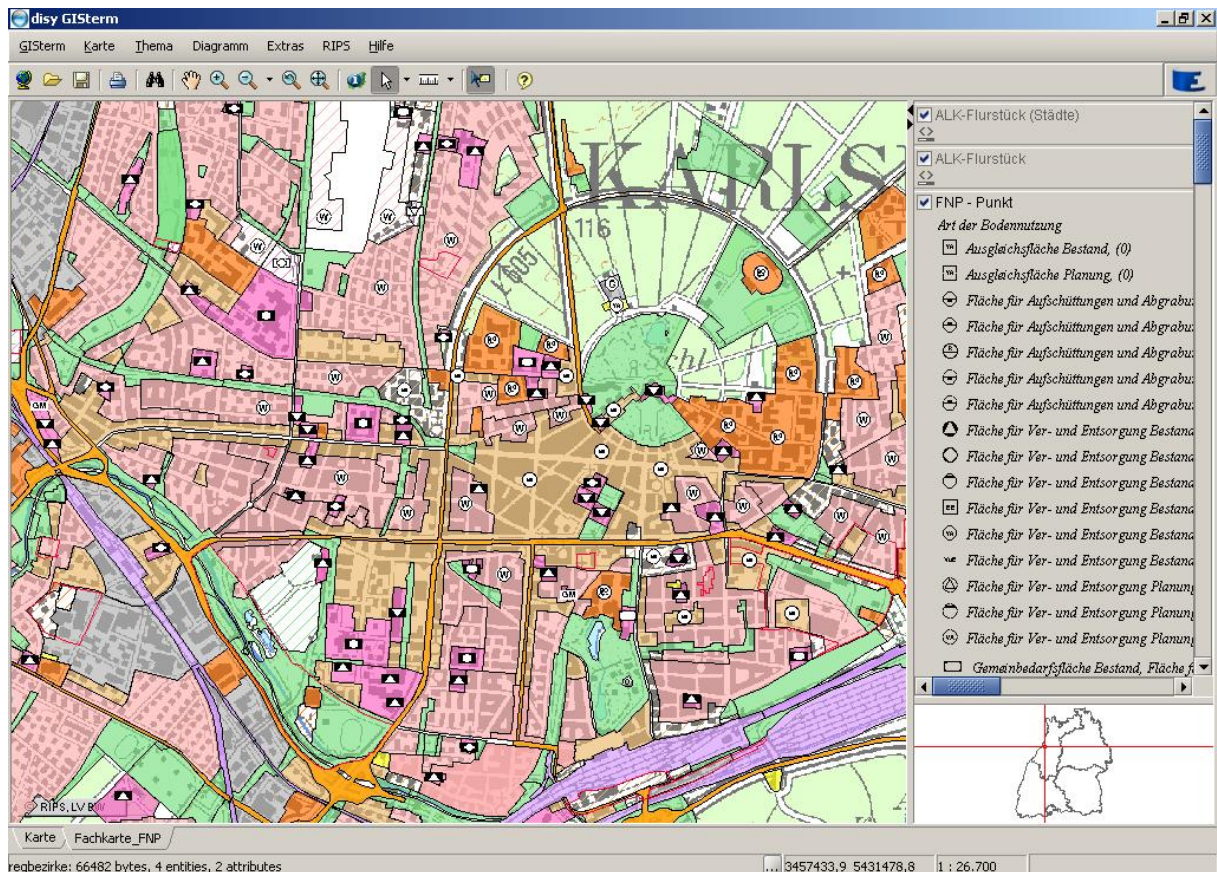 disy GISterm
GISterm Karte Thema Diagramm Extras RIPS Hilfe
ALK-Flurstück (Städte)
ALK-Flurstück
FNP - Punkt
Art der Bodennutzung
Ausgleichsfläche Bestand, (0)
Ausgleichsfläche Planung, (0)
Fläche für Aufschüttungen und Abgrabu
Fläche für Aufschüttungen und Abgrabu
Fläche für Aufschüttungen und Abgrabu
Fläche für Aufschüttungen und Abgrabu
Fläche für Aufschüttungen und Abgrabu
Fläche für Ver- und Entsorgung Bestand
Fläche für Ver- und Entsorgung Bestand
Fläche für Ver- und Entsorgung Bestand
EE Fläche für Ver- und Entsorgung Bestand
Fläche für Ver- und Entsorgung Bestand
Fläche für Ver- und Entsorgung Bestand
Fläche für Ver- und Entsorgung Planung
Fläche für Ver- und Entsorgung Planung
Fläche für Ver- und Entsorgung Planung
Gemeinbedarfsfläche Bestand, Fläche f
KARLS
116
605
Schl
W
GM
GM
© RIPS, LV BW
Karte Fachkarte_FNP
regbezirke: 66482 bytes, 4 entities, 2 attributes
... 3457433,9 5431478,8 1 : 26.700